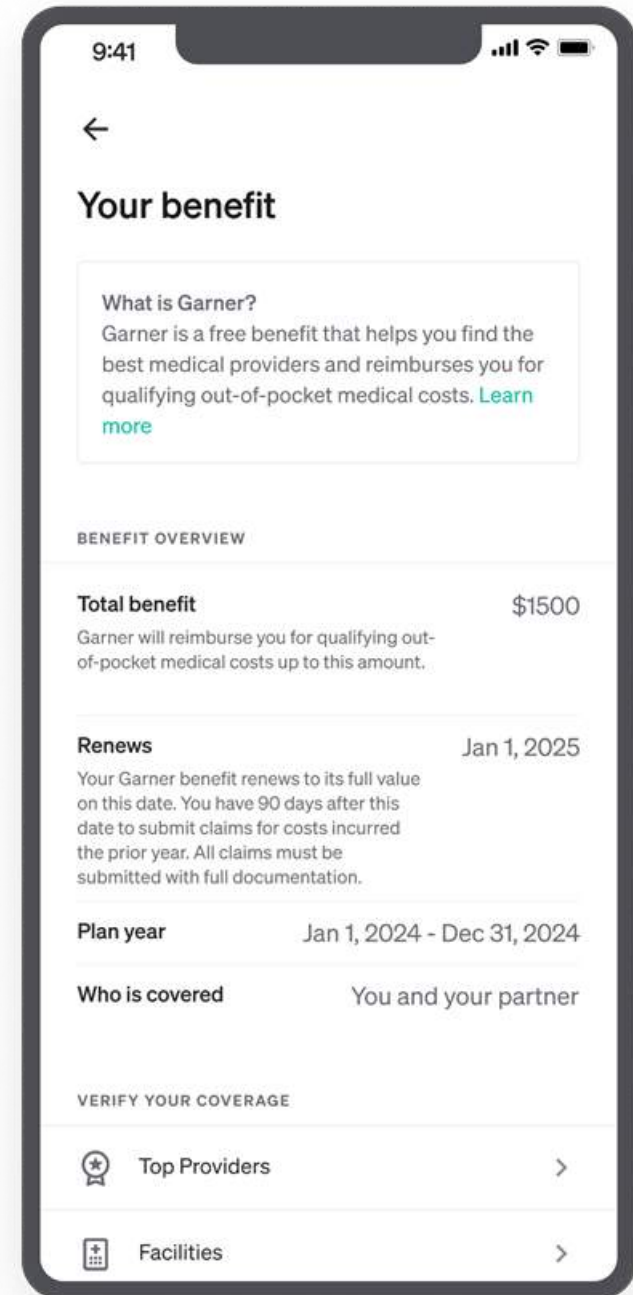 9:41
Your benefit
What is Garner?
Garner is a free benefit that helps you find the
best medical providers and reimburses you for
qualifying out-of-pocket medical costs. Learn
more
BENEFIT OVERVIEW
Total benefit $1500
Garner will reimburse you for qualifying out-
of-pocket medical costs up to this amount.
Renews Jan 1, 2025
Your Garner benefit renews to its full value
on this date. You have 90 days after this
date to submit claims for costs incurred
the prior year. All claims must be
submitted with full documentation.
Plan year Jan 1, 2024 - Dec 31, 2024
Who is covered You and your partner
VERIFY YOUR COVERAGE
Top Providers
Facilities